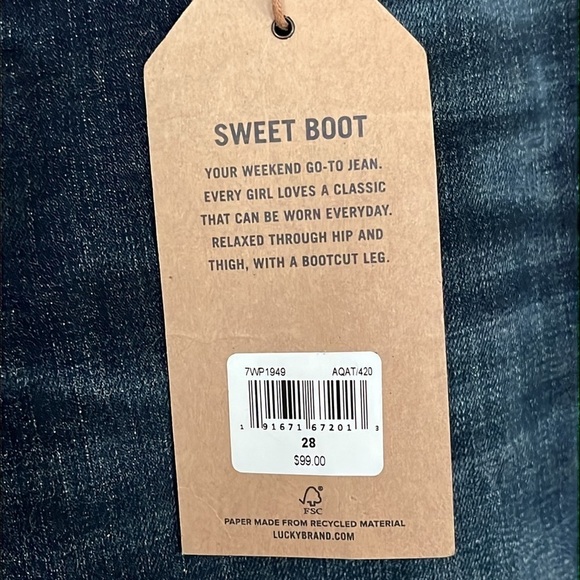 SWEET BOOT
YOUR WEEKEND GO-TO JEAN.
EVERY GIRL LOVES A CLASSIC
THAT CAN BE WORN EVERYDAY.
RELAXED THROUGH HIP AND
THIGH, WITH A BOOTCUT LEG.
7WP1949 AQAT/420
1 91671 67201 3
28
$99.00
FSC
PAPER MADE FROM RECYCLED MATERIAL
LUCKYBRAND.COM